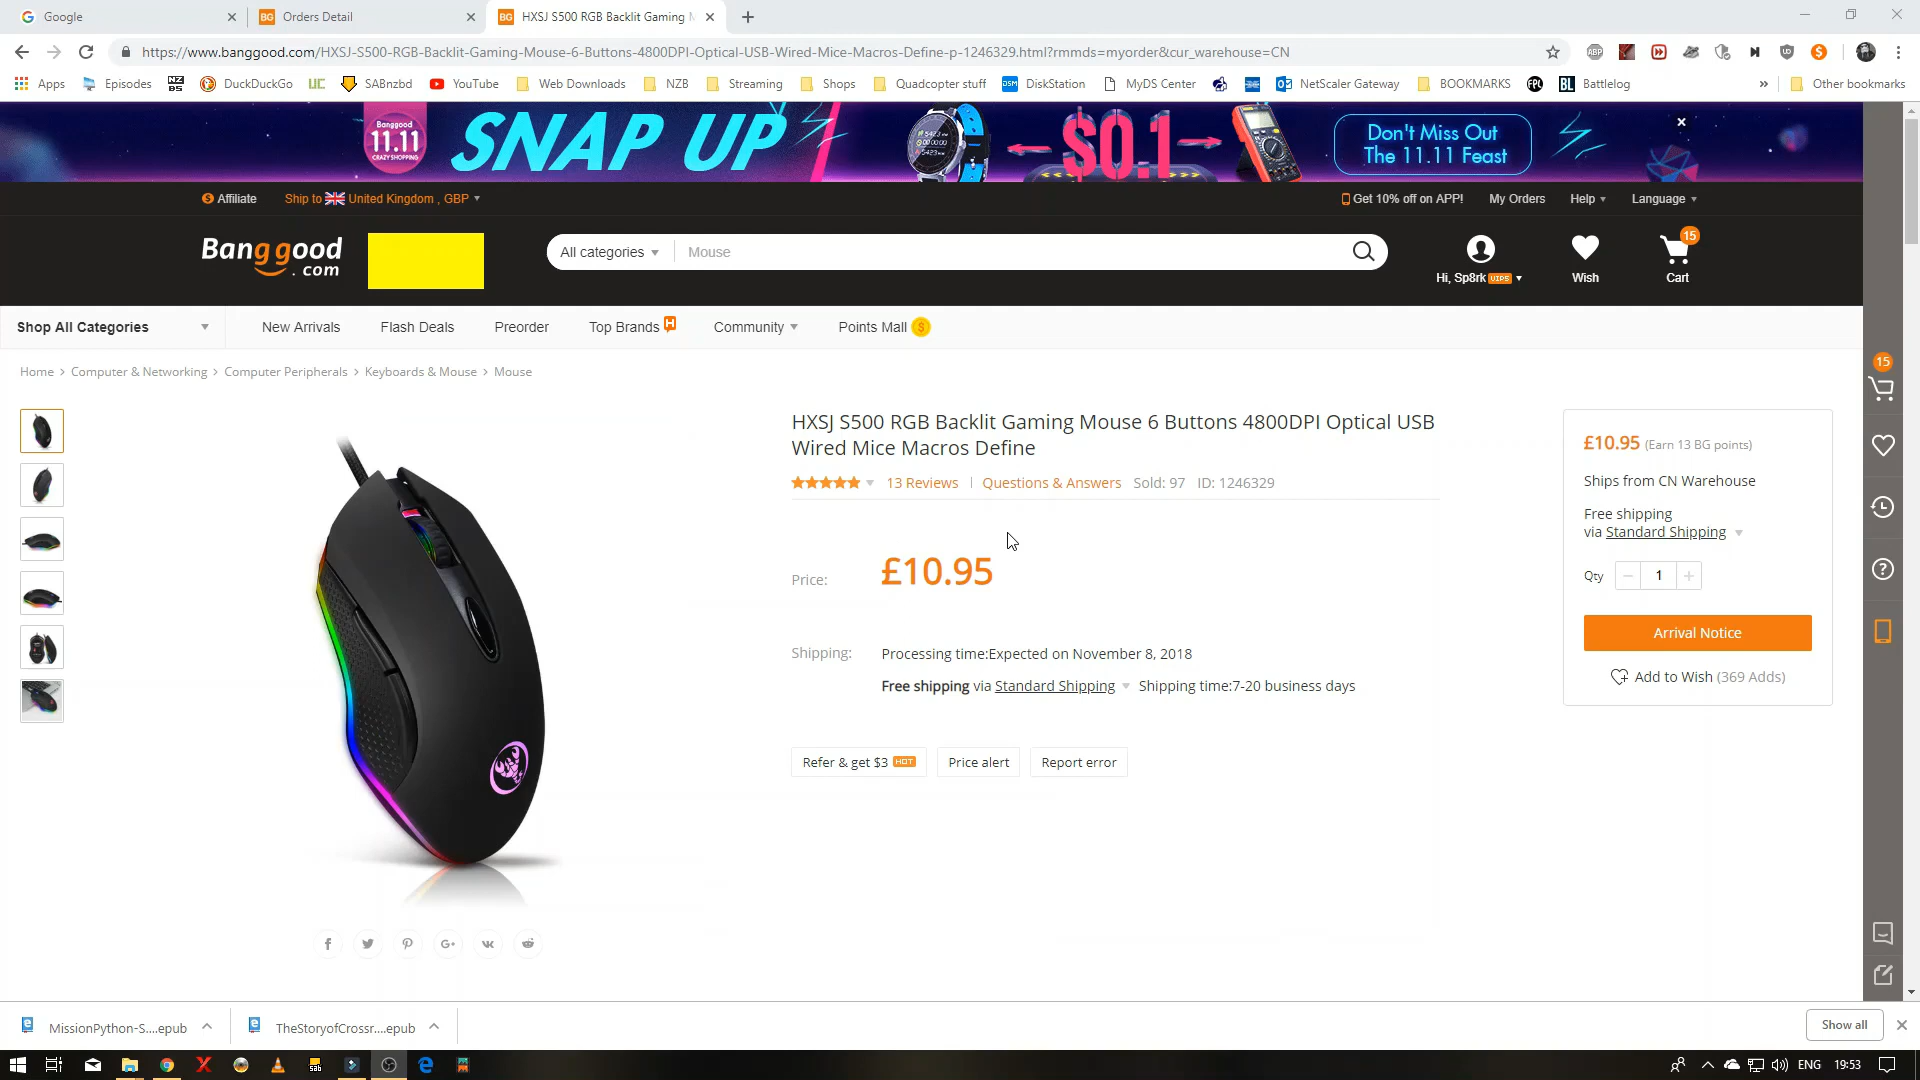 Google
Orders Detail
HXSJ S500 RGB Backlit Gaming M
https://www.banggood.com/HXSJ-S500-RGB-Backlit-Gaming-Mouse-6-Buttons-4800DPI-Optical-USB-Wired-Mice-Macros-Define-p-1246329.html?rmmds=myorder&cur_warehouse=CN
Apps Episodes DuckDuckGo SABnzbd YouTube Web Downloads NZB Streaming Shops Quadcopter stuff DiskStation MyDS Center NetScaler Gateway BOOKMARKS Battlelog » Other bookmarks
Banggood
11.11
CRAZY SHOPPING
SNAP UP
$0.1
Don't Miss Out
The 11.11 Feast
Affiliate
Ship to United Kingdom , GBP
Get 10% off on APP!
My Orders
Help
Language
Banggood
.com
All categories
Mouse
Hi, Sp8rk VIP5
Wish
15
Cart
Shop All Categories
New Arrivals
Flash Deals
Preorder
Top Brands H
Community
Points Mall $
Home > Computer & Networking > Computer Peripherals > Keyboards & Mouse > Mouse
HXSJ S500 RGB Backlit Gaming Mouse 6 Buttons 4800DPI Optical USB
Wired Mice Macros Define
13 Reviews | Questions & Answers Sold: 97 ID: 1246329
Price: £10.95
Shipping: Processing time:Expected on November 8, 2018
Free shipping via Standard Shipping Shipping time:7-20 business days
Refer & get $3 HOT
Price alert
Report error
£10.95 (Earn 13 BG points)
Ships from CN Warehouse
Free shipping
via Standard Shipping
Qty − 1 +
Arrival Notice
Add to Wish (369 Adds)
15
MissionPython-S....epub
TheStoryofCrossr....epub
Show all
ENG 19:53